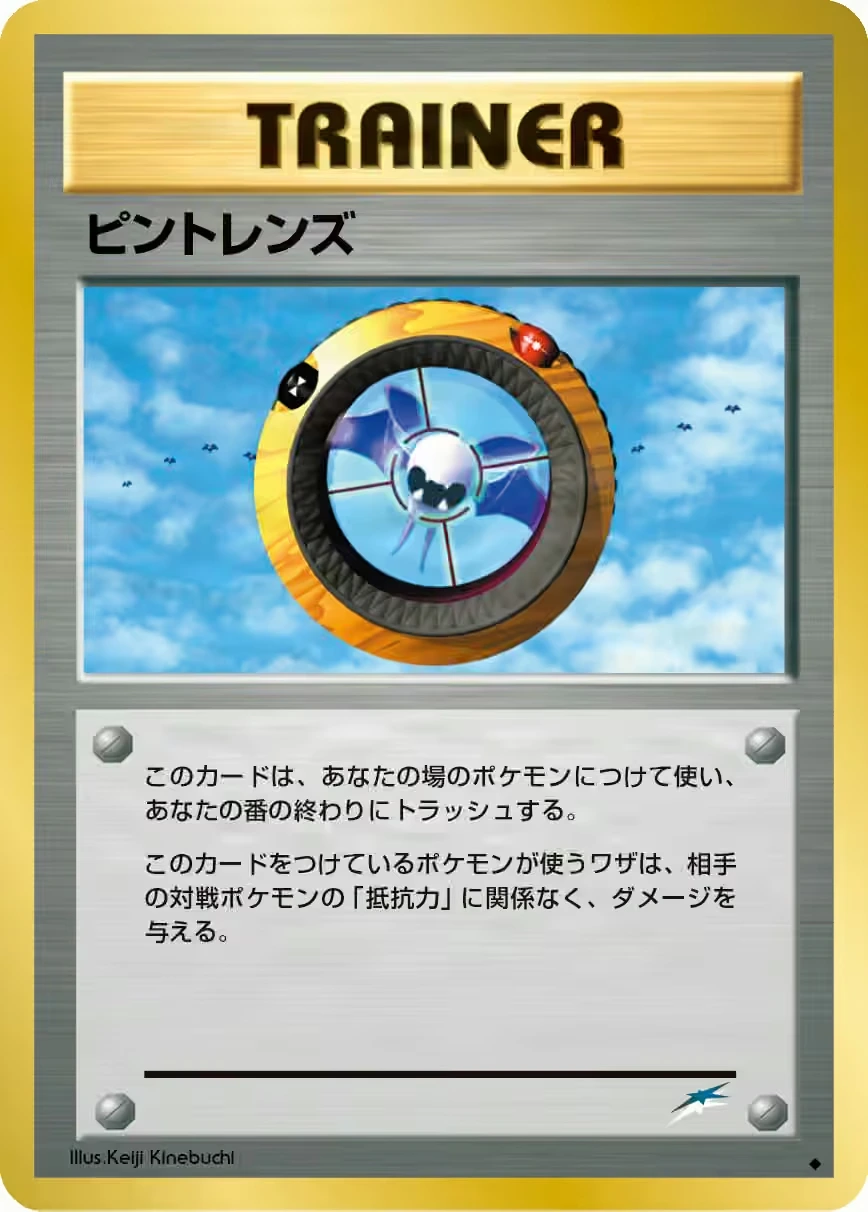 TRAINER
ピントレンズ
このカードは、あなたの場のポケモンにつけて使い、
あなたの番の終わりにトラッシュする。
このカードをつけているポケモンが使うワザは、相手
の対戦ポケモンの「抵抗力」に関係なく、ダメージを
与える。
Illus.Keiji Kinebuchi